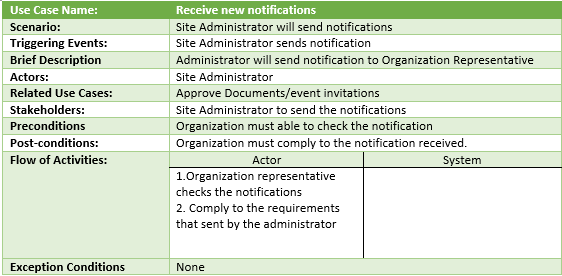 Use Case Name: Receive new notifications
Scenario: Site Administrator will send notifications
Triggering Events: Site Administrator sends notification
Brief Description Administrator will send notification to Organization Representative
Actors: Site Administrator
Related Use Cases: Approve Documents/event invitations
Stakeholders: Site Administrator to send the notifications
Preconditions Organization must able to check the notification
Post-conditions: Organization must comply to the notification received.
Flow of Activities: Actor System
1.Organization representative
checks the notifications
2. Comply to the requirements
that sent by the administrator
Exception Conditions None